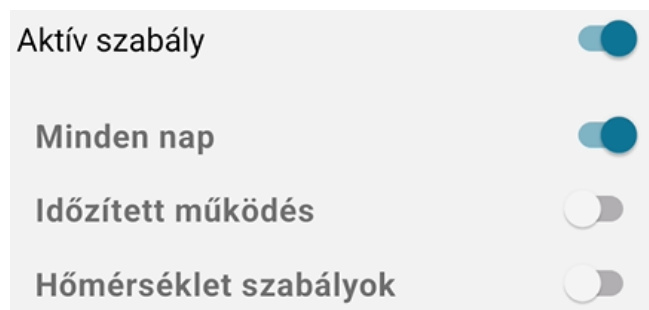 Aktív szabály
Minden nap
Időzített működés
Hőmérséklet szabályok